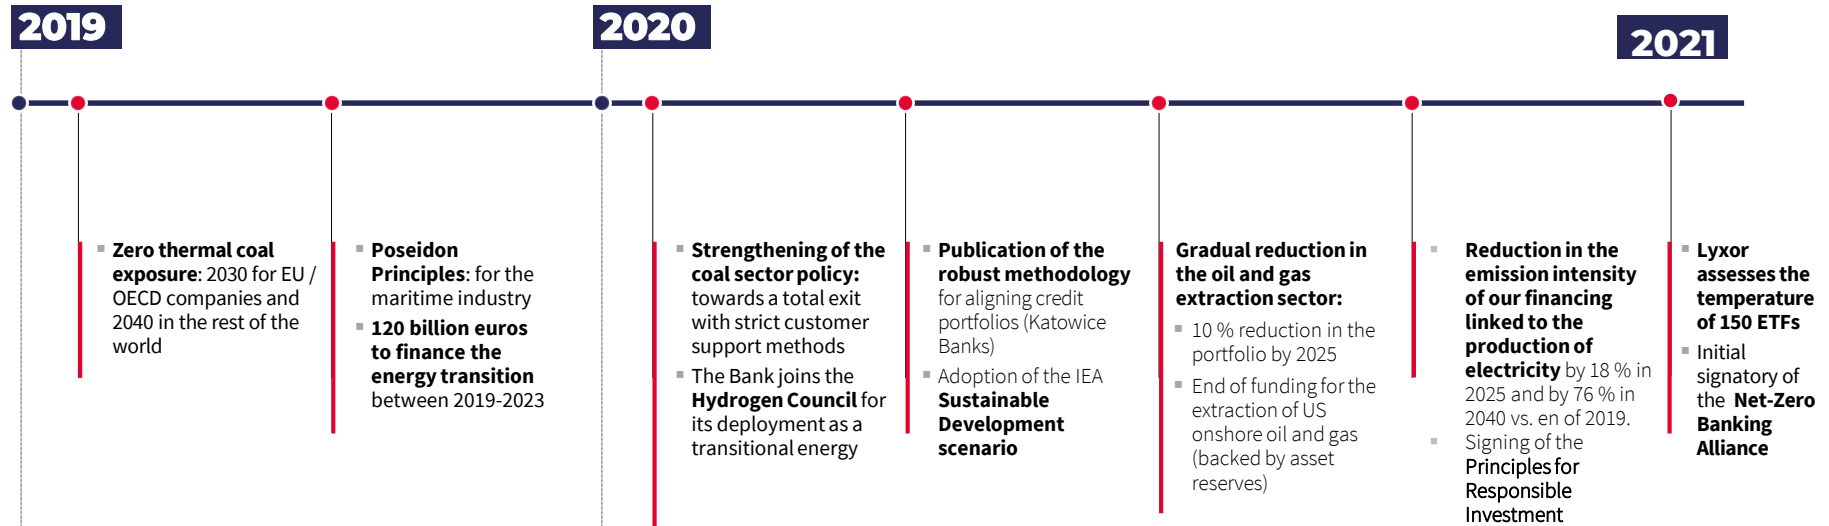 2019
2020
2021
▪ Zero thermal coal
exposure: 2030 for EU /
OECD companies and
2040 in the rest of the
world
▪ Poseidon
Principles: for the
maritime industry
▪ 120 billion euros
to finance the
energy transition
between 2019-2023
▪ Strengthening of the
coal sector policy:
towards a total exit
with strict customer
support methods
▪ The Bank joins the
Hydrogen Council for
its deployment as a
transitional energy
▪ Publication of the
robust methodology
for aligning credit
portfolios (Katowice
Banks)
▪ Adoption of the IEA
Sustainable
Development
scenario
Gradual reduction in
the oil and gas
extraction sector:
▪ 10 % reduction in the
portfolio by 2025
▪ End of funding for the
extraction of US
onshore oil and gas
(backed by asset
reserves)
▪ Reduction in the
emission intensity
of our financing
linked to the
production of
electricity by 18 % in
2025 and by 76 % in
2040 vs. en of 2019.
▪ Signing of the
Principles for
Responsible
Investment
▪ Lyxor
assesses the
temperature
of 150 ETFs
▪ Initial
signatory of
the Net-Zero
Banking
Alliance